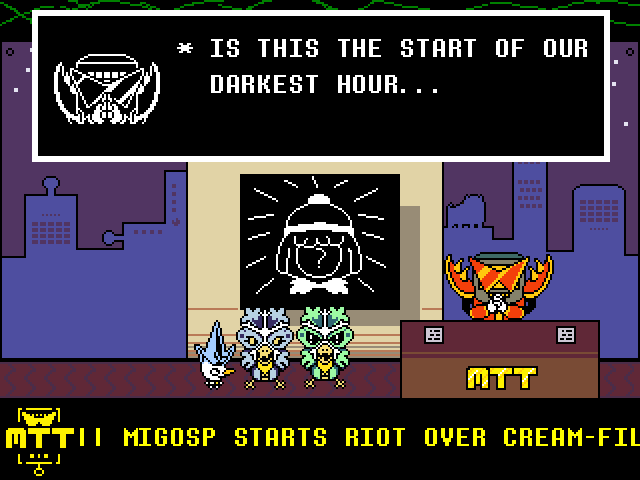 * IS THIS THE START OF OUR
DARKEST HOUR...
?
MTT
MTT!! MIGOSP STARTS RIOT OVER CREAM-FIL